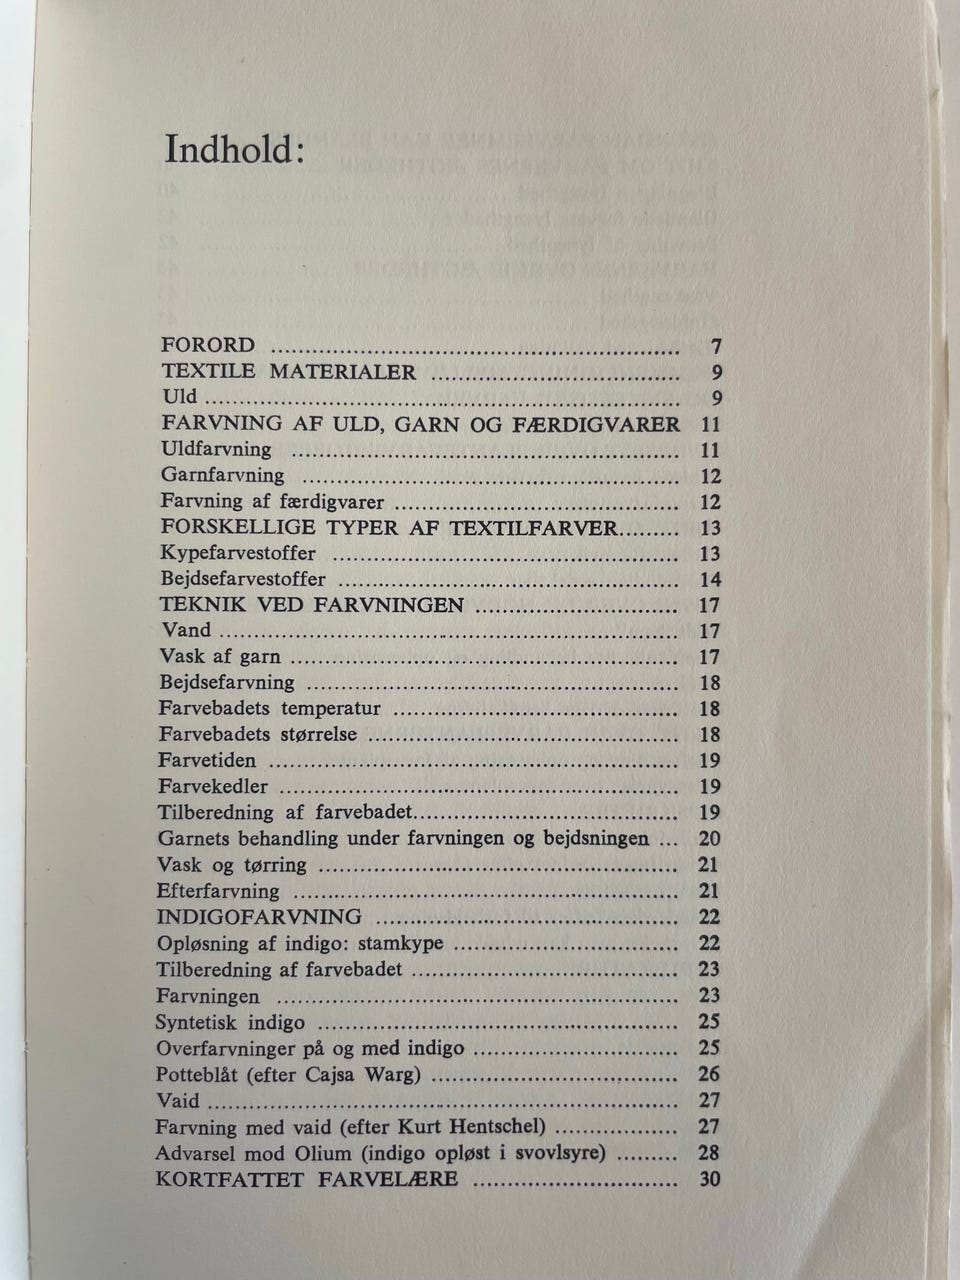 Indhold:
FORORD ........ 7
TEXTILE MATERIALER ........ 9
Uld ........ 9
FARVNING AF ULD, GARN OG FÆRDIGVARER 11
Uldfarvning ........ 11
Garnfarvning ........ 12
Farvning af færdigvarer ........ 12
FORSKELLIGE TYPER AF TEXTILFARVER ........ 13
Kypefarvestoffer ........ 13
Bejdsefarvestoffer ........ 14
TEKNIK VED FARVNINGEN ........ 17
Vand ........ 17
Vask af garn ........ 17
Bejdsefarvning ........ 18
Farvebadets temperatur ........ 18
Farvebadets størrelse ........ 18
Farvetiden ........ 19
Farvekedler ........ 19
Tilberedning af farvebadet ........ 19
Garnets behandling under farvningen og bejdsningen ... 20
Vask og tørring ........ 21
Efterfarvning ........ 21
INDIGOFARVNING ........ 22
Opløsning af indigo: stamkype ........ 22
Tilberedning af farvebadet ........ 23
Farvningen ........ 23
Syntetisk indigo ........ 25
Overfarvninger på og med indigo ........ 25
Potteblåt (efter Cajsa Warg) ........ 26
Vaid ........ 27
Farvning med vaid (efter Kurt Hentschel) ........ 27
Advarsel mod Olium (indigo opløst i svovlsyre) ........ 28
KORTFATTET FARVELÆRE ........ 30